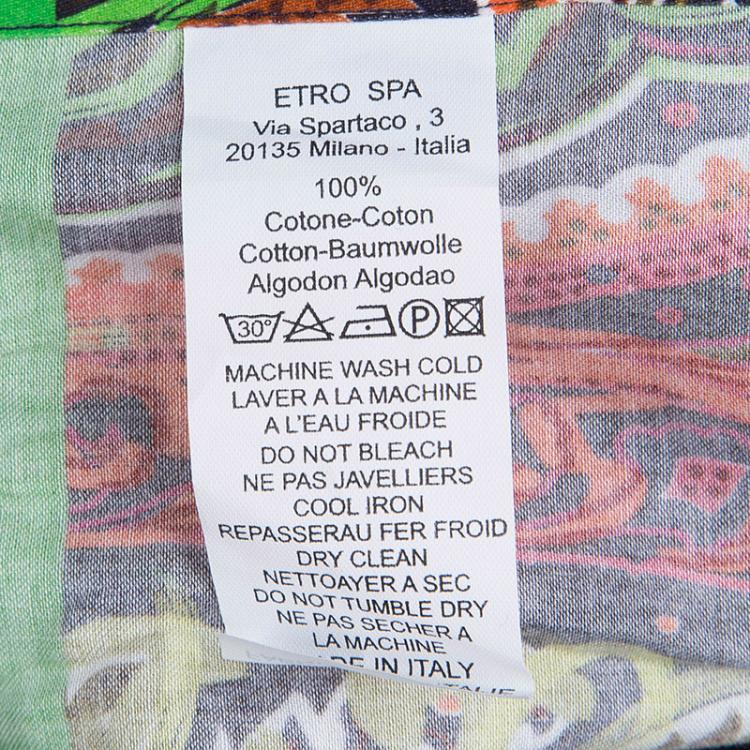 ETRO SPA
Via Spartaco , 3
20135 Milano - Italia
100%
Cotone-Coton
Cotton-Baumwolle
Algodon Algodao
30° P
MACHINE WASH COLD
LAVER A LA MACHINE
A L'EAU FROIDE
DO NOT BLEACH
NE PAS JAVELLIERS
COOL IRON
REPASSERAU FER FROID
DRY CLEAN
NETTOYER A SEC
DO NOT TUMBLE DRY
NE PAS SECHER A
LA MACHINE
IN ITALY